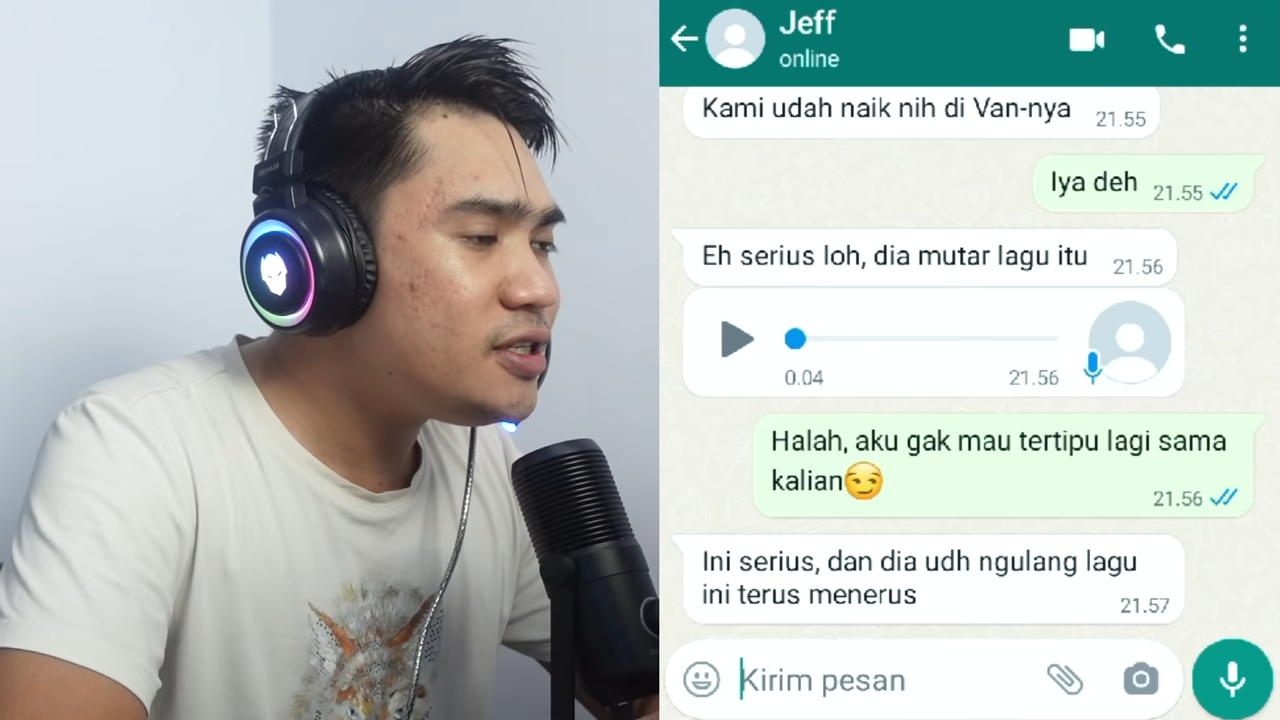 Jeff
online
Kami udah naik nih di Van-nya 21.55
Iya deh 21.55
Eh serius loh, dia mutar lagu itu 21.56
0.04 21.56
Halah, aku gak mau tertipu lagi sama
kalian😏 21.56
Ini serius, dan dia udh ngulang lagu
ini terus menerus 21.57
Kirim pesan